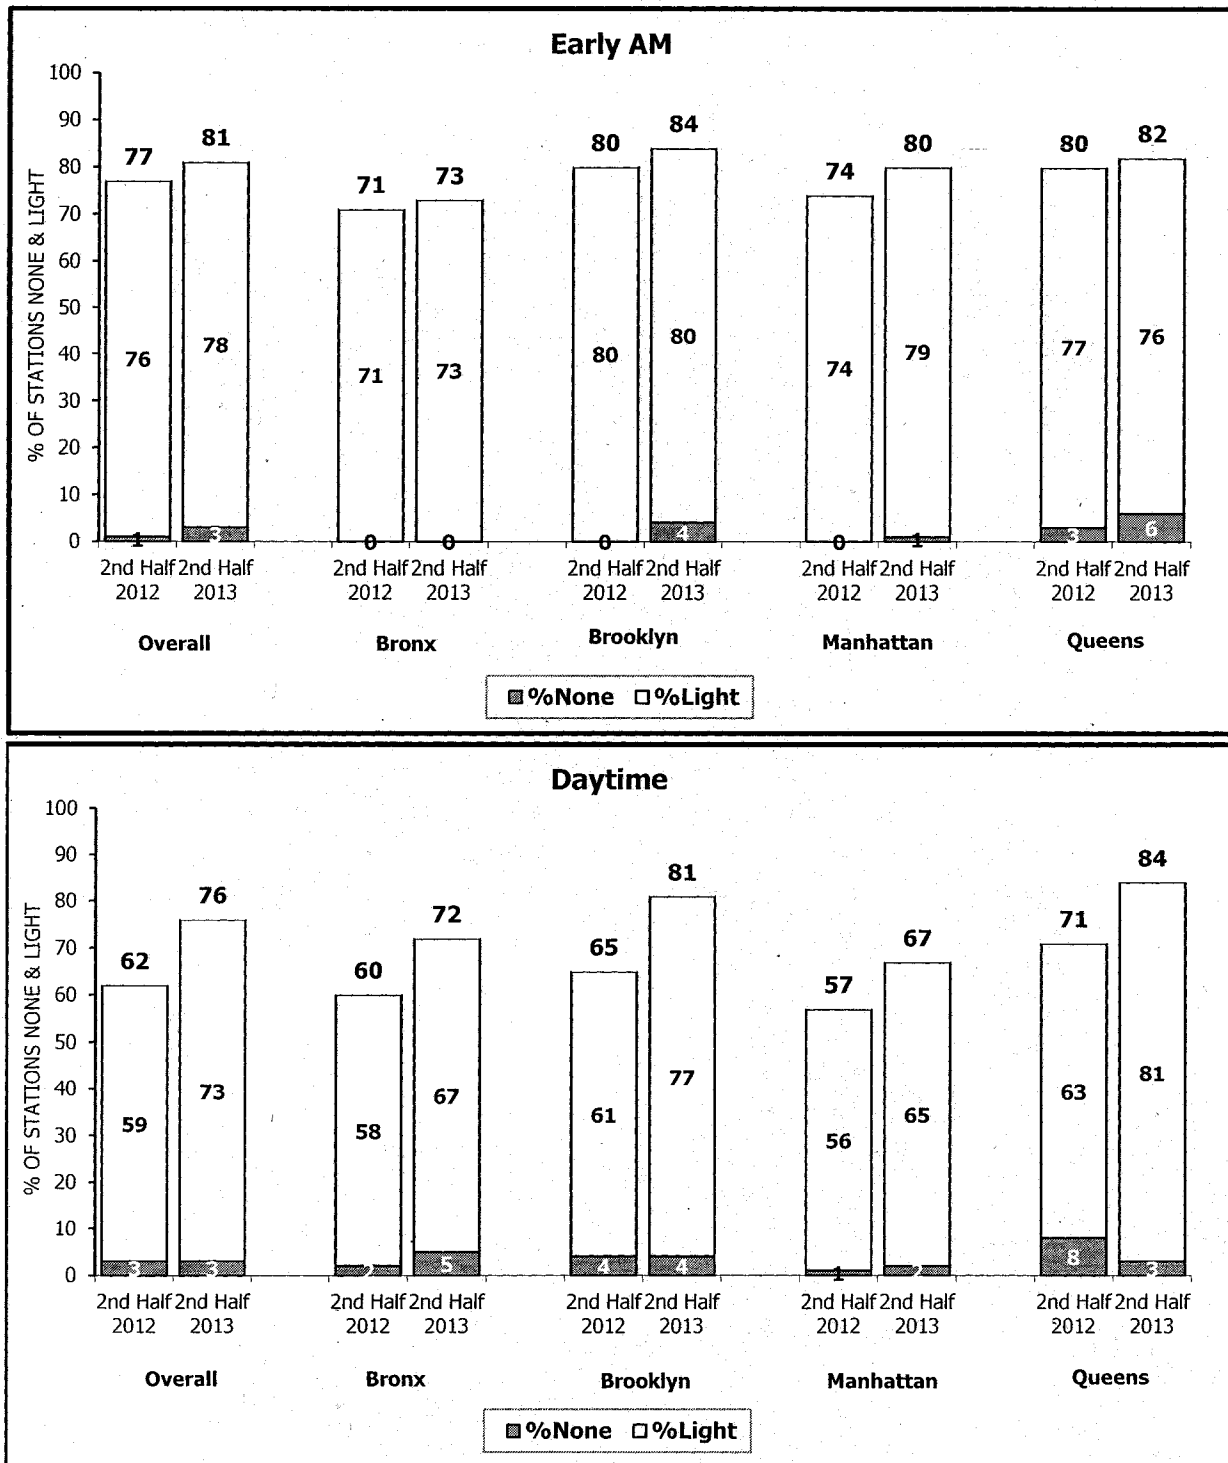 Early AM
% OF STATIONS NONE & LIGHT
100
90
80
70
60
50
40
30
20
10
0
77 81 71 73 80 84 74 80 80 82
76 78 71 73 80 80 74 79 77 76
1 3 0 0 0 4 0 1 3 6
2nd Half 2nd Half 2nd Half 2nd Half 2nd Half 2nd Half 2nd Half 2nd Half 2nd Half 2nd Half
2012 2013 2012 2013 2012 2013 2012 2013 2012 2013
Overall Bronx Brooklyn Manhattan Queens
%None %Light
Daytime
% OF STATIONS NONE & LIGHT
100
90
80
70
60
50
40
30
20
10
0
62 76 60 72 65 81 57 67 71 84
59 73 58 67 61 77 56 65 63 81
3 3 2 5 4 4 1 2 8 3
2nd Half 2nd Half 2nd Half 2nd Half 2nd Half 2nd Half 2nd Half 2nd Half 2nd Half 2nd Half
2012 2013 2012 2013 2012 2013 2012 2013 2012 2013
Overall Bronx Brooklyn Manhattan Queens
%None %Light